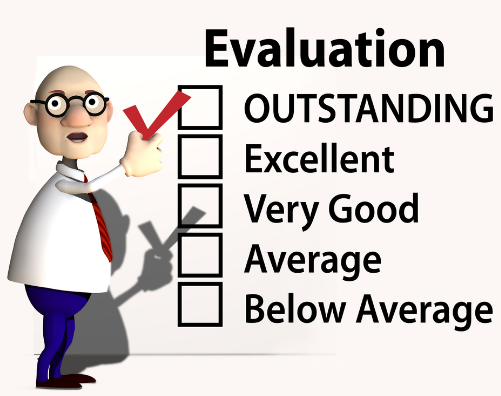 Evaluation
OUTSTANDING
Excellent
Very Good
Average
Below Average